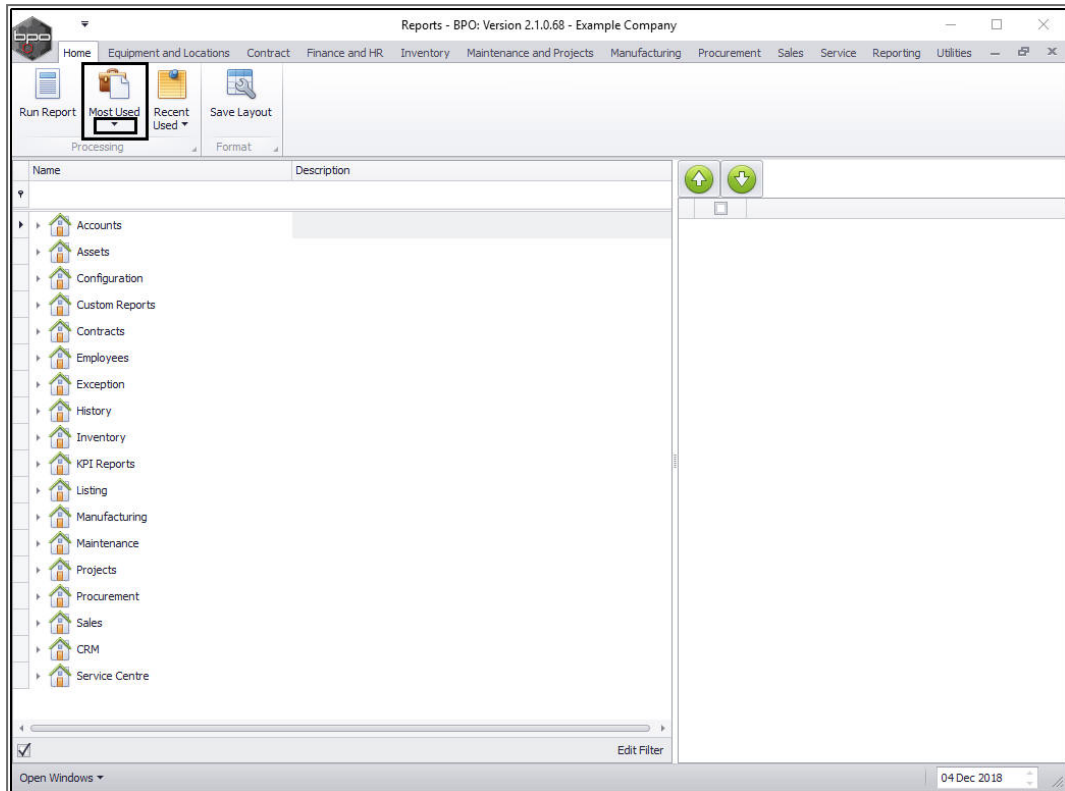 Reports - BPO: Version 2.1.0.68 - Example Company
bpo
Home Equipment and Locations Contract Finance and HR Inventory Maintenance and Projects Manufacturing Procurement Sales Service Reporting Utilities
Run Report Most Used Recent Used Save Layout
Processing Format
Name Description
Accounts
Assets
Configuration
Custom Reports
Contracts
Employees
Exception
History
Inventory
KPI Reports
Listing
Manufacturing
Maintenance
Projects
Procurement
Sales
CRM
Service Centre
Edit Filter
Open Windows 04 Dec 2018